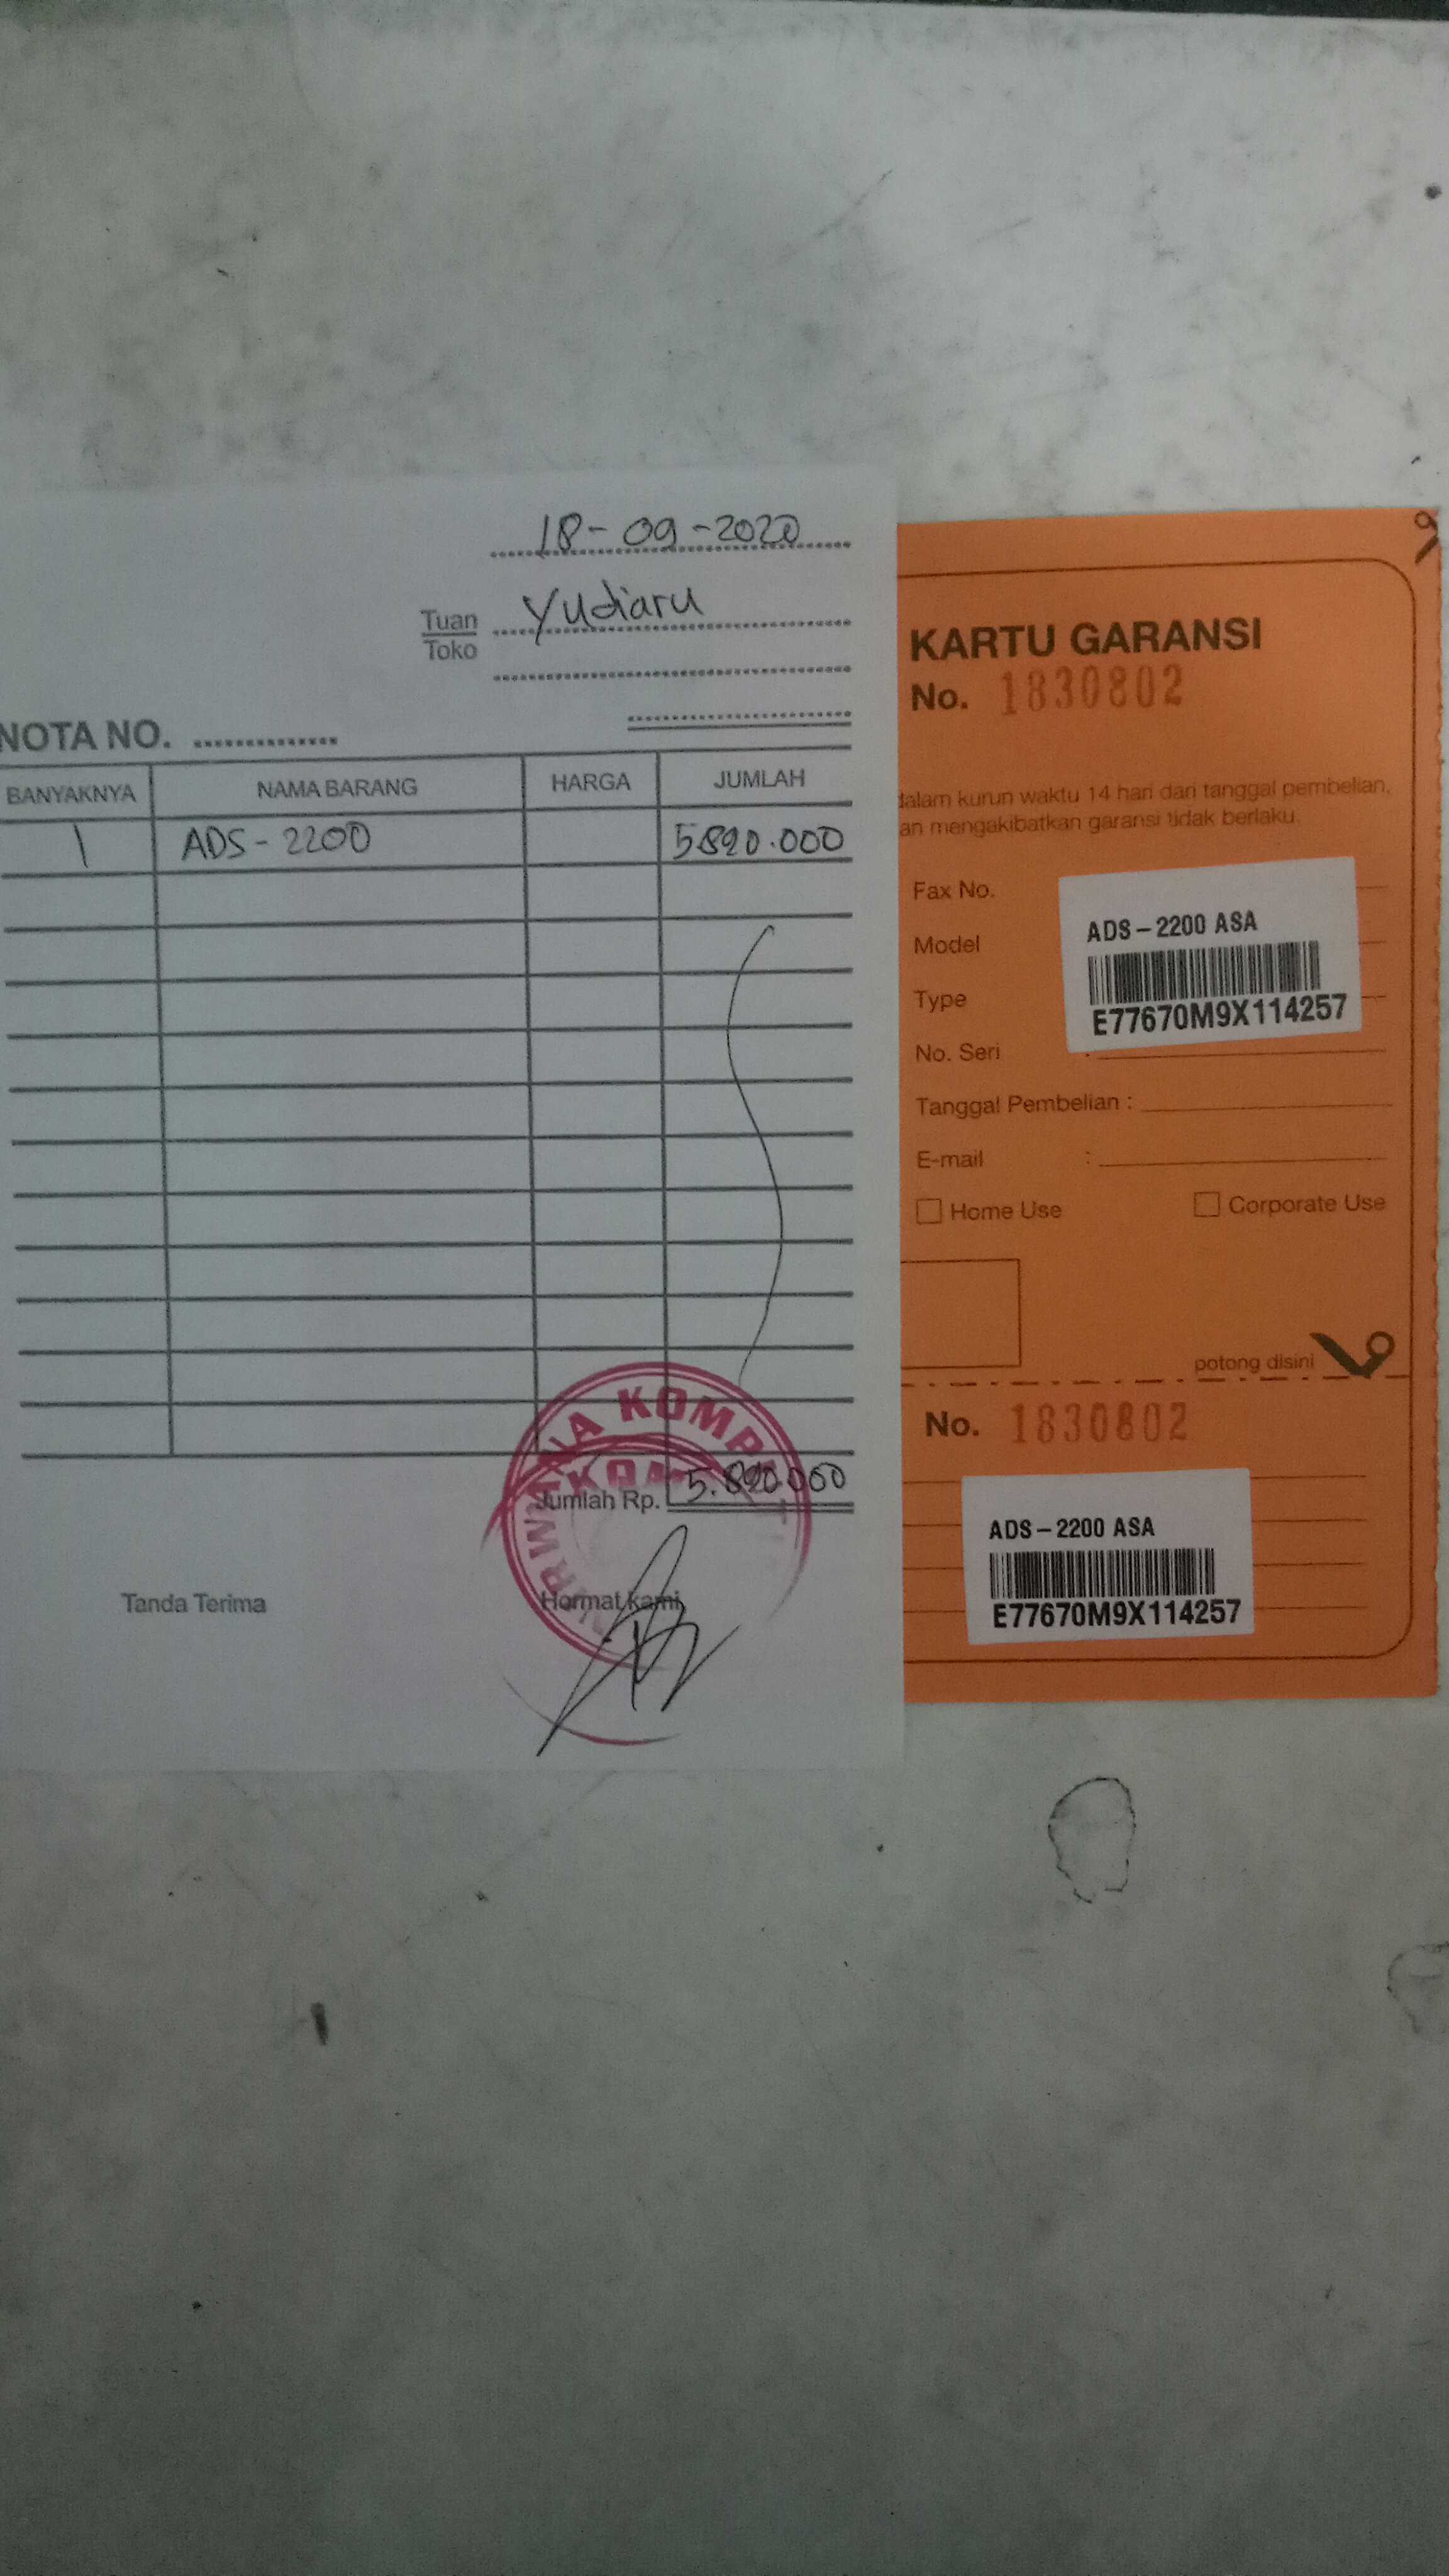 18-09-2020
Tuan Yudiaru
Toko
NOTA NO.
BANYAKNYA NAMA BARANG HARGA JUMLAH
1 ADS-2200 5.890.000
Jumlah Rp. 5.890.000
Tanda Terima Hormat kami,
KARTU GARANSI
No. 1830802
dalam kurun waktu 14 hari dari tanggal pembelian,
an mengakibatkan garansi tidak berlaku.
Fax No.
Model
Type
No. Seri :
ADS-2200 ASA
E77670M9X114257
Tanggal Pembelian :
E-mail :
Home Use Corporate Use
potong disini
No. 1830802
ADS-2200 ASA
E77670M9X114257